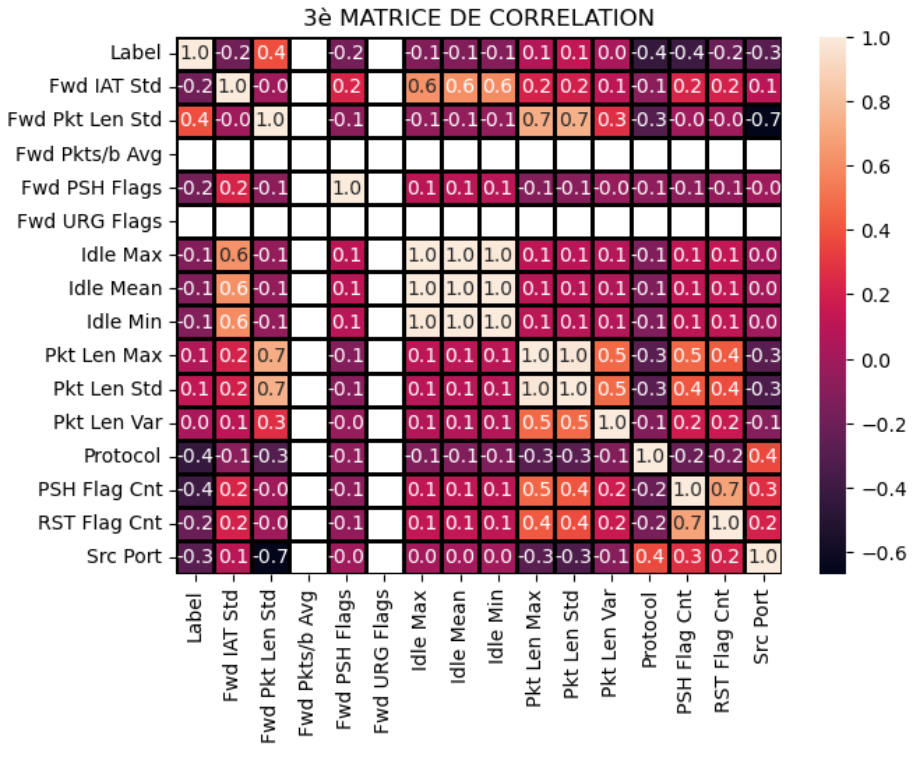 3è MATRICE DE CORRELATION
Label 1.0 -0.2 0.4 -0.2 -0.1 -0.1 -0.1 0.1 0.1 0.0 -0.4 -0.4 -0.2 -0.3
Fwd IAT Std -0.2 1.0 -0.0 0.2 0.6 0.6 0.6 0.2 0.2 0.1 -0.1 0.2 0.2 0.1
Fwd Pkt Len Std 0.4 -0.0 1.0 -0.1 -0.1 -0.1 -0.1 0.7 0.7 0.3 -0.3 -0.0 -0.0 -0.7
Fwd Pkts/b Avg
Fwd PSH Flags -0.2 0.2 -0.1 1.0 0.1 0.1 0.1 -0.1 -0.1 -0.0 -0.1 -0.1 -0.1 -0.0
Fwd URG Flags
Idle Max -0.1 0.6 -0.1 0.1 1.0 1.0 1.0 0.1 0.1 0.1 -0.1 0.1 0.1 0.0
Idle Mean -0.1 0.6 -0.1 0.1 1.0 1.0 1.0 0.1 0.1 0.1 -0.1 0.1 0.1 0.0
Idle Min -0.1 0.6 -0.1 0.1 1.0 1.0 1.0 0.1 0.1 0.1 -0.1 0.1 0.1 0.0
Pkt Len Max 0.1 0.2 0.7 -0.1 0.1 0.1 0.1 1.0 1.0 0.5 -0.3 0.5 0.4 -0.3
Pkt Len Std 0.1 0.2 0.7 -0.1 0.1 0.1 0.1 1.0 1.0 0.5 -0.3 0.4 0.4 -0.3
Pkt Len Var 0.0 0.1 0.3 -0.0 0.1 0.1 0.1 0.5 0.5 1.0 -0.1 0.2 0.2 -0.1
Protocol -0.4 -0.1 -0.3 -0.1 -0.1 -0.1 -0.1 -0.3 -0.3 -0.1 1.0 -0.2 -0.2 0.4
PSH Flag Cnt -0.4 0.2 -0.0 -0.1 0.1 0.1 0.1 0.5 0.4 0.2 -0.2 1.0 0.7 0.3
RST Flag Cnt -0.2 0.2 -0.0 -0.1 0.1 0.1 0.1 0.4 0.4 0.2 -0.2 0.7 1.0 0.2
Src Port -0.3 0.1 -0.7 -0.0 0.0 0.0 0.0 -0.3 -0.3 -0.1 0.4 0.3 0.2 1.0
Label
Fwd IAT Std
Fwd Pkt Len Std
Fwd Pkts/b Avg
Fwd PSH Flags
Fwd URG Flags
Idle Max
Idle Mean
Idle Min
Pkt Len Max
Pkt Len Std
Pkt Len Var
Protocol
PSH Flag Cnt
RST Flag Cnt
Src Port
1.0
0.8
0.6
0.4
0.2
0.0
−0.2
−0.4
−0.6